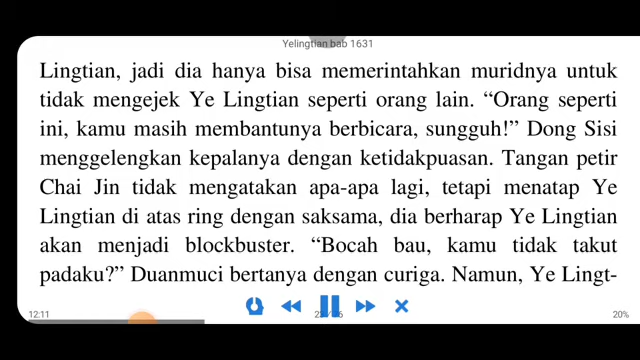 Yelingtian bab 1631
Lingtian, jadi dia hanya bisa memerintahkan muridnya untuk
tidak mengejek Ye Lingtian seperti orang lain. “Orang seperti
ini, kamu masih membantunya berbicara, sungguh!” Dong Sisi
menggelengkan kepalanya dengan ketidakpuasan. Tangan petir
Chai Jin tidak mengatakan apa-apa lagi, tetapi menatap Ye
Lingtian di atas ring dengan saksama, dia berharap Ye Lingtian
akan menjadi blockbuster. “Bocah bau, kamu tidak takut
padaku?” Duanmuci bertanya dengan curiga. Namun, Ye Lingt-
12:11
20%